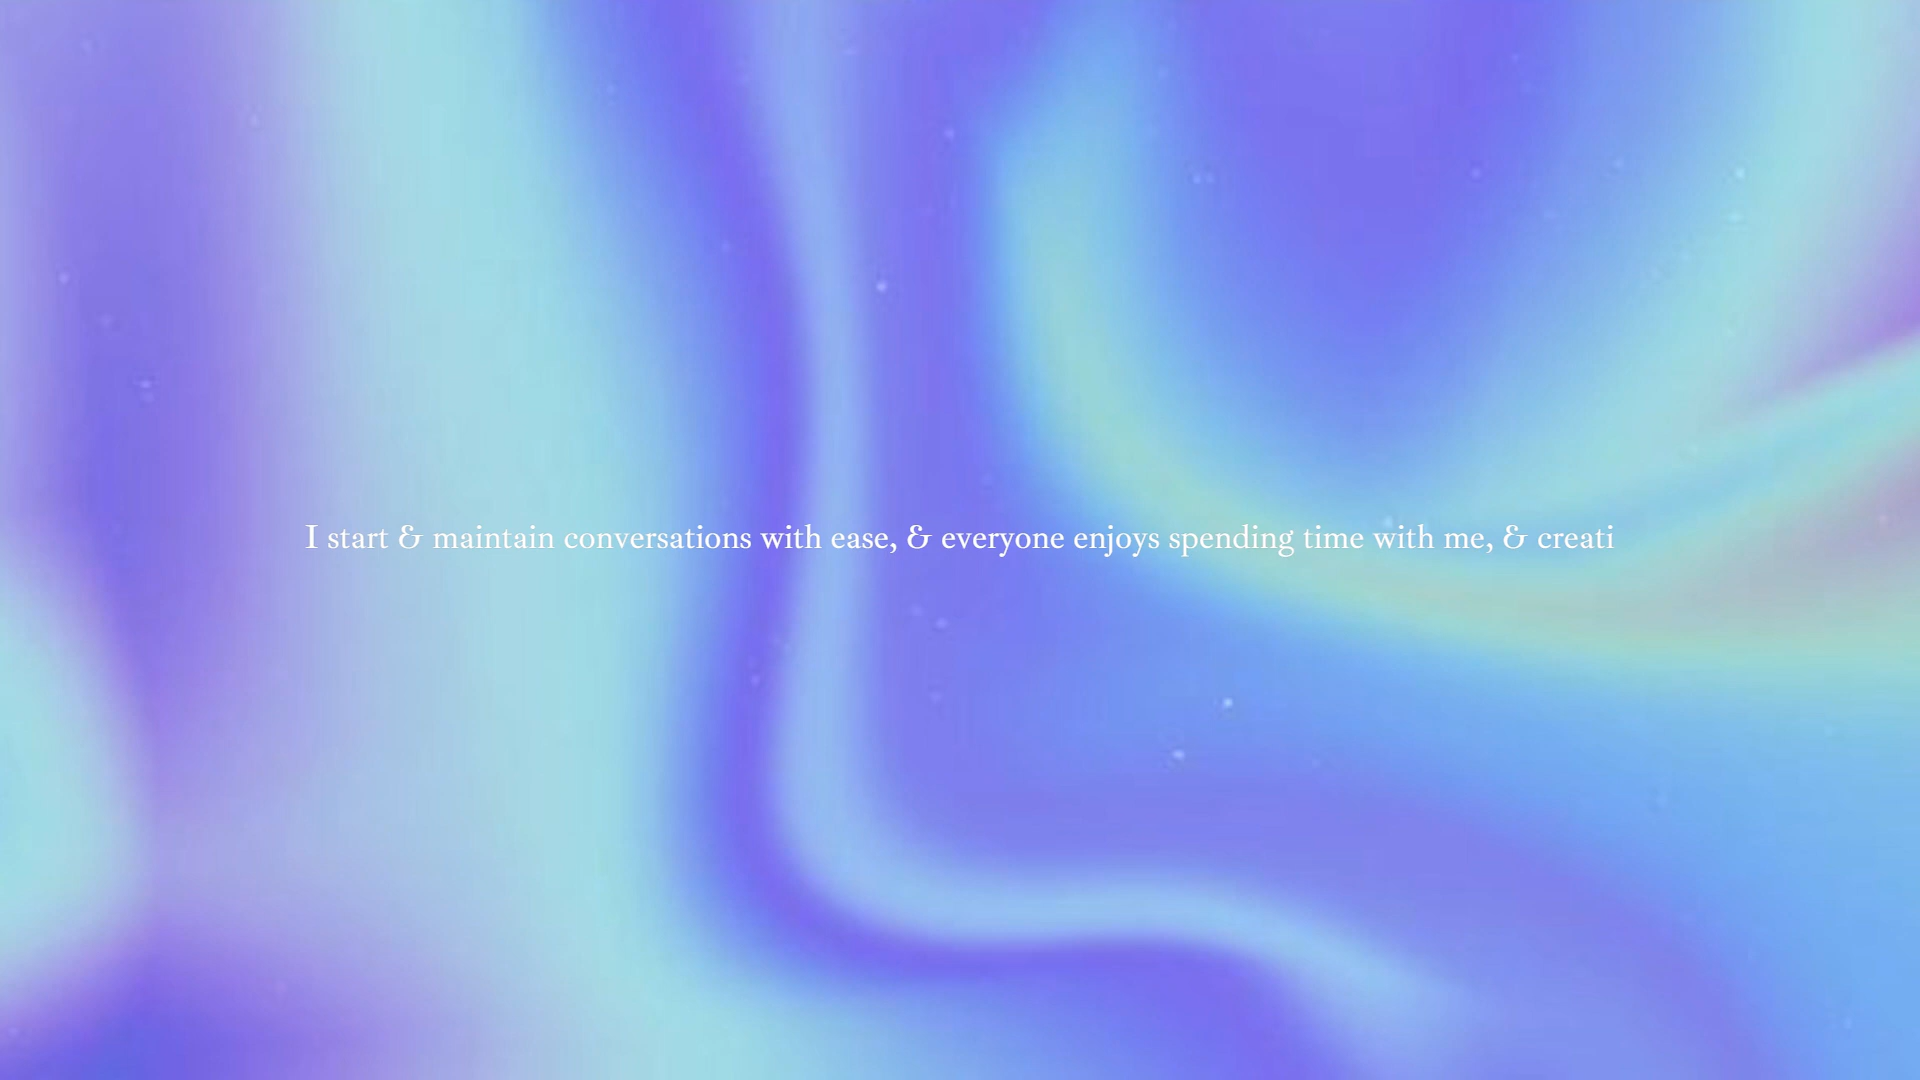 I start & maintain conversations with ease, & everyone enjoys spending time with me, & creati